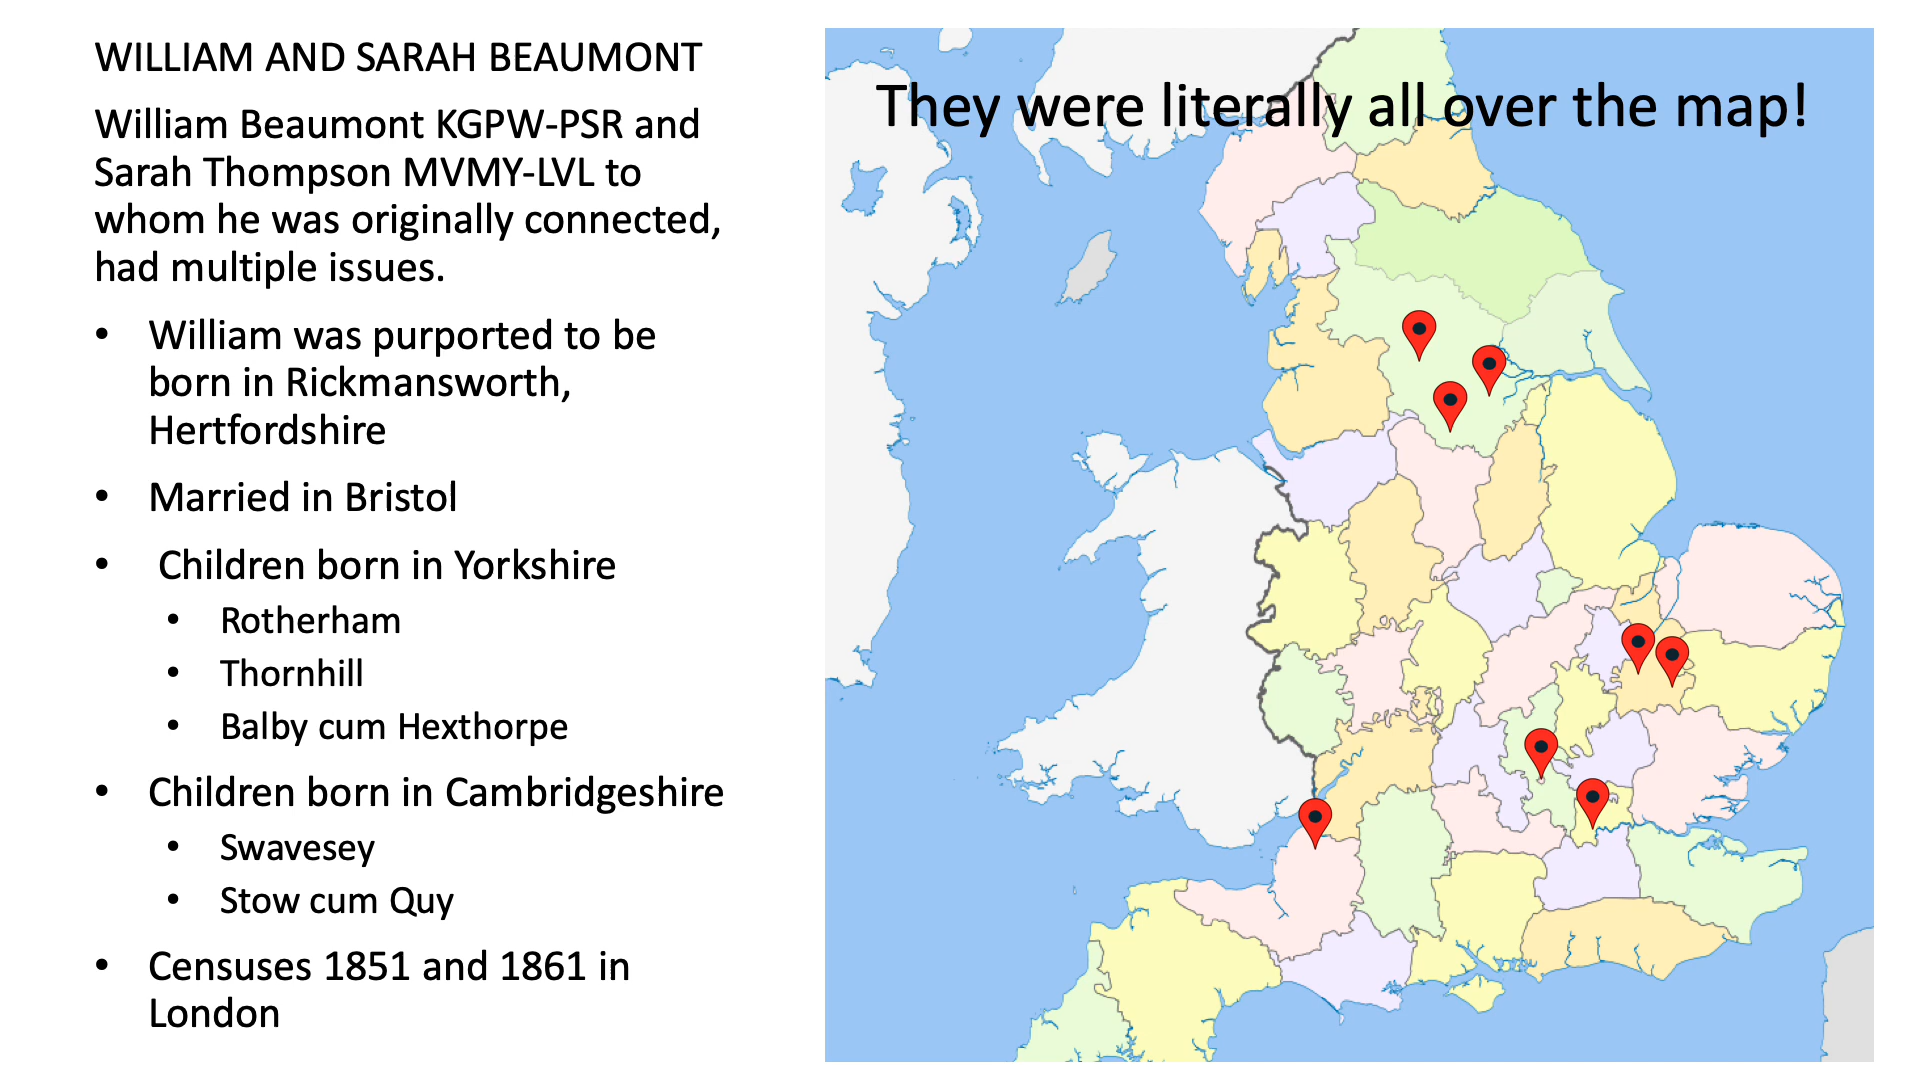 WILLIAM AND SARAH BEAUMONT
William Beaumont KGPW-PSR and
Sarah Thompson MVMY-LVL to
whom he was originally connected,
had multiple issues.
• William was purported to be
born in Rickmansworth,
Hertfordshire
• Married in Bristol
• Children born in Yorkshire
• Rotherham
• Thornhill
• Balby cum Hexthorpe
• Children born in Cambridgeshire
• Swavesey
• Stow cum Quy
• Censuses 1851 and 1861 in
London
They were literally all over the map!